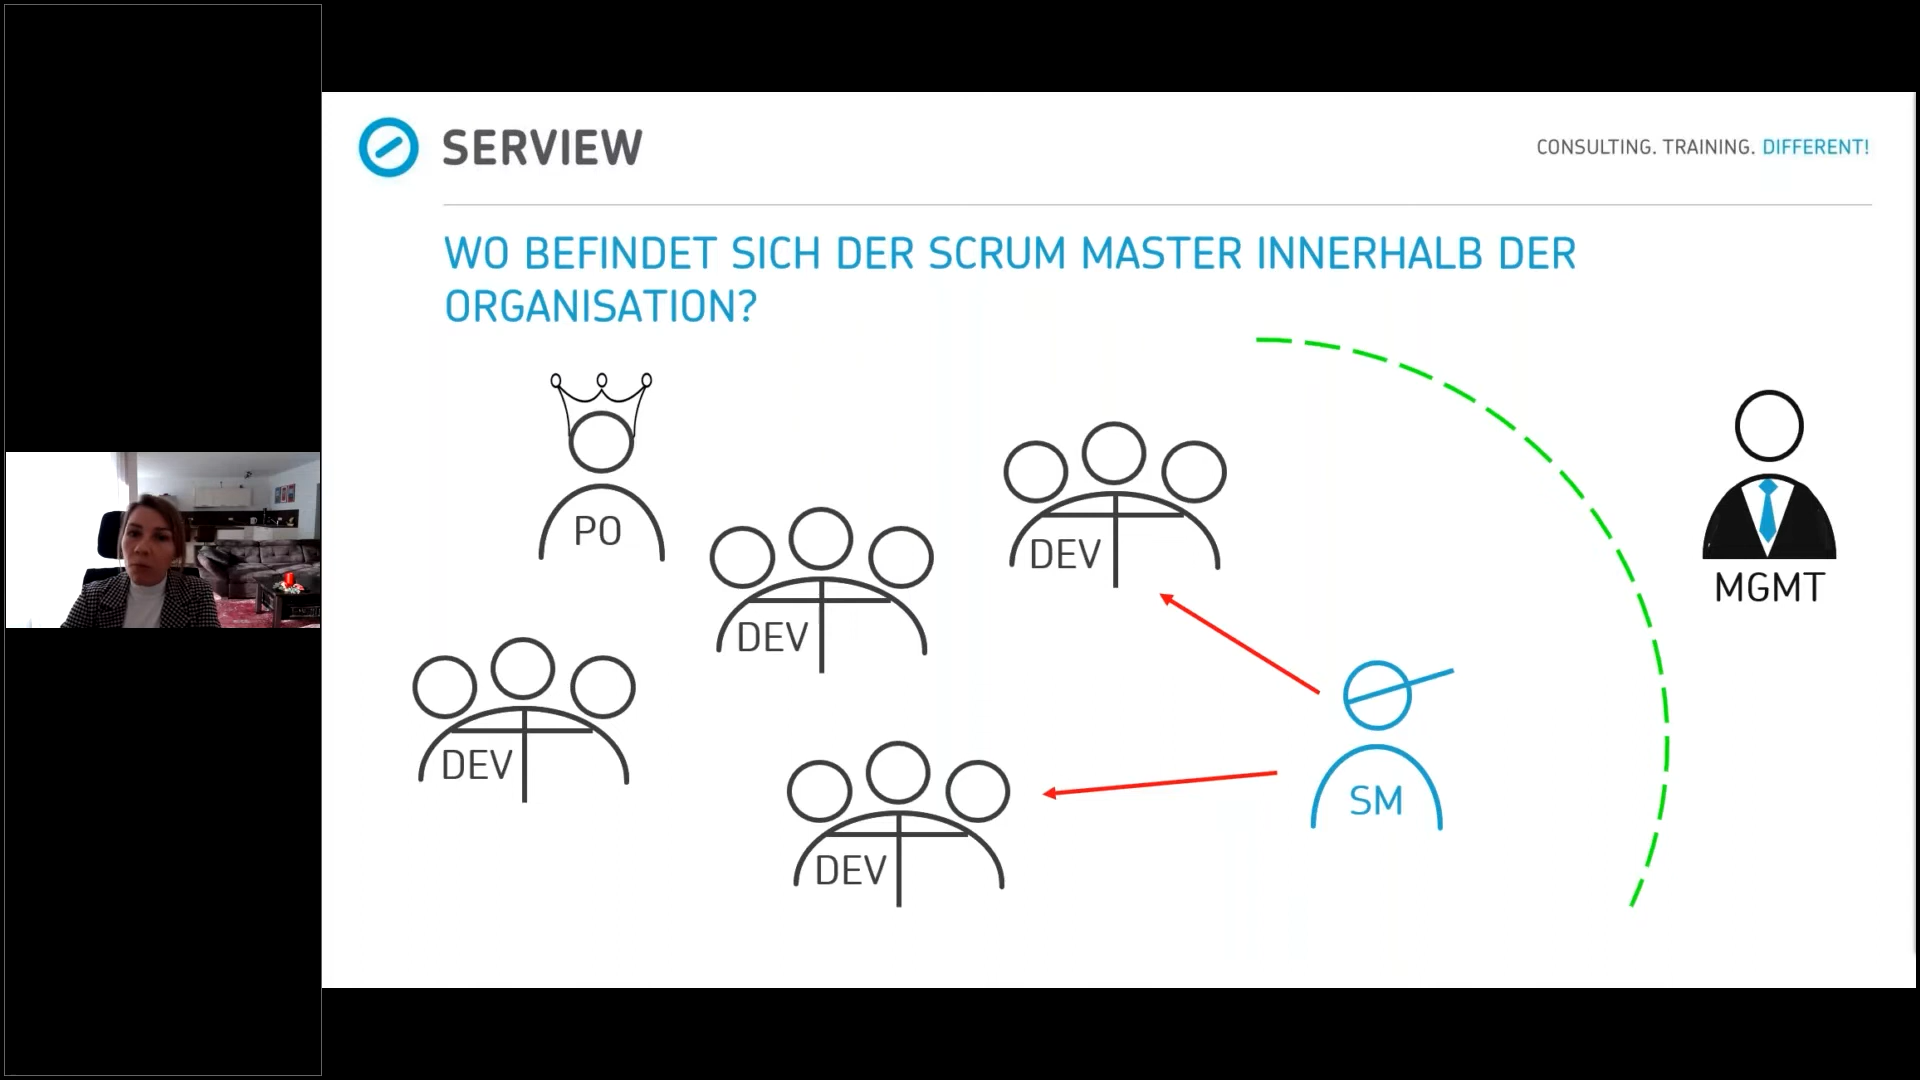 SERVIEW
CONSULTING. TRAINING. DIFFERENT!
WO BEFINDET SICH DER SCRUM MASTER INNERHALB DER
ORGANISATION?
PO
DEV
DEV
MGMT
DEV
SM
DEV